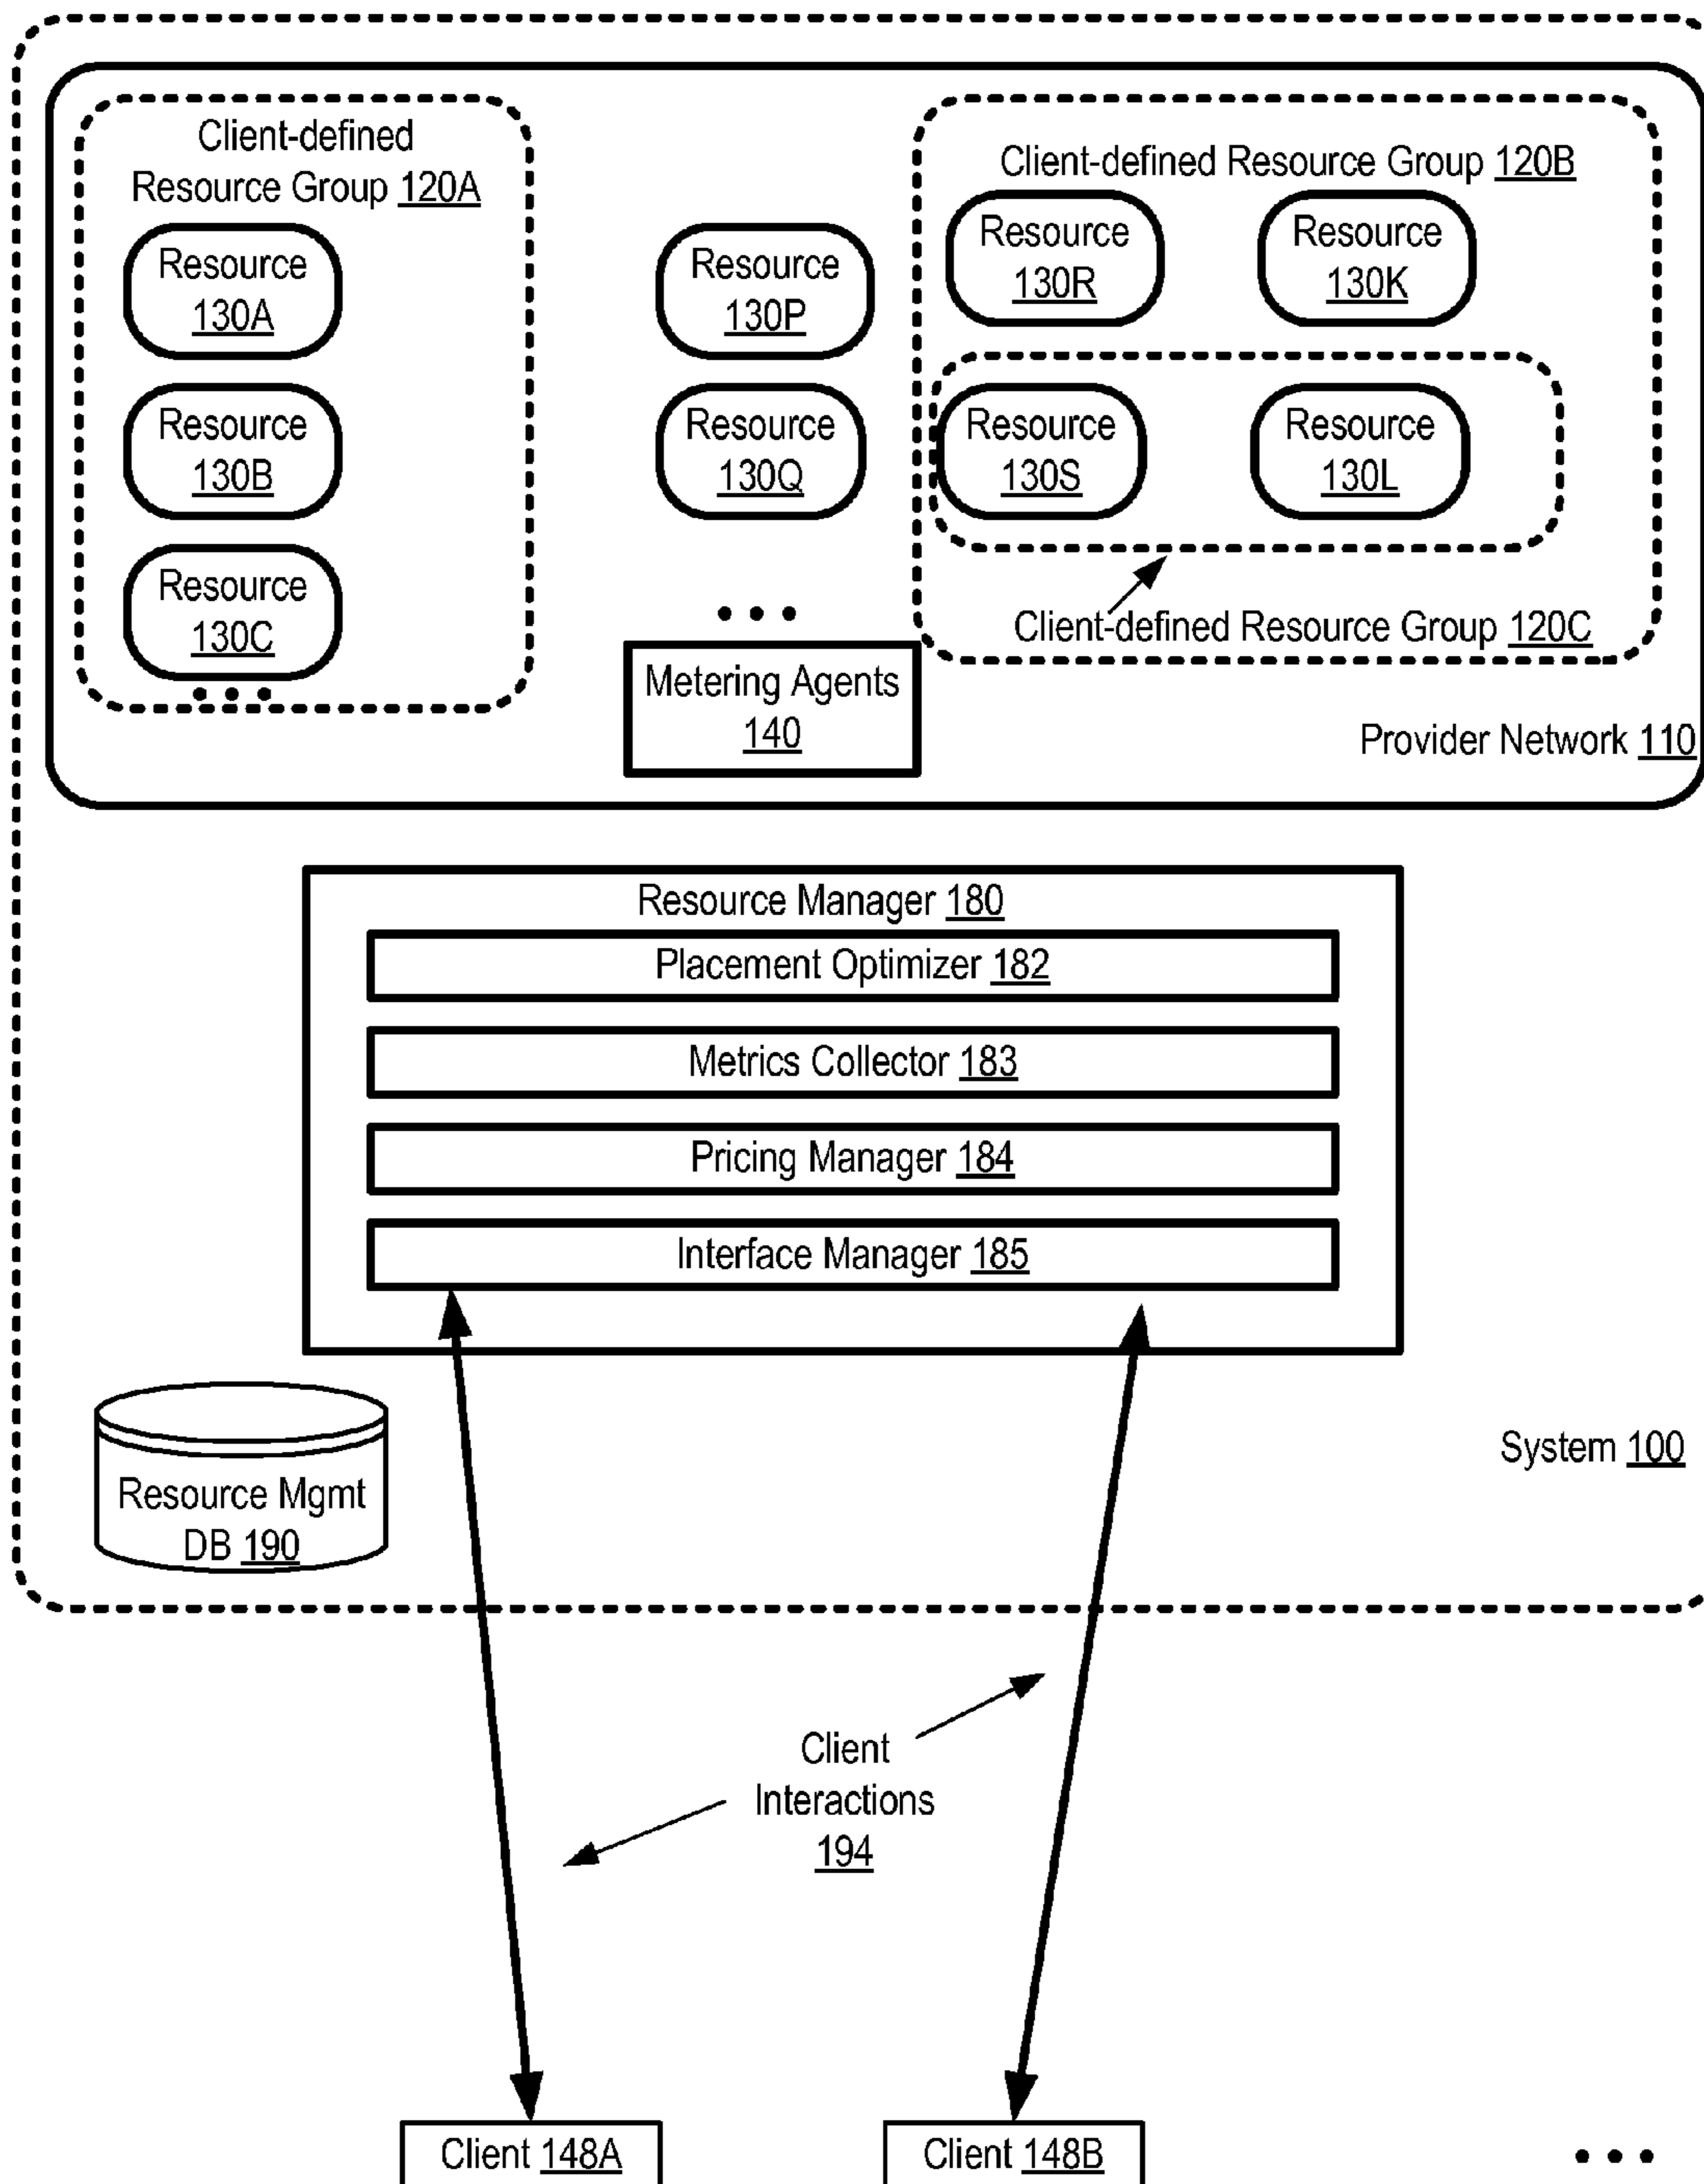 Client-defined
Resource Group 120A
Resource
130A
Resource
130B
Resource
130C
• • •
Resource
130P
Resource
130Q
• • •
Metering Agents
140
Client-defined Resource Group 120B
Resource
130R
Resource
130K
Resource
130S
Resource
130L
Client-defined Resource Group 120C
Provider Network 110
Resource Manager 180
Placement Optimizer 182
Metrics Collector 183
Pricing Manager 184
Interface Manager 185
Resource Mgmt
DB 190
System 100
Client
Interactions
194
Client 148A
Client 148B
• • •